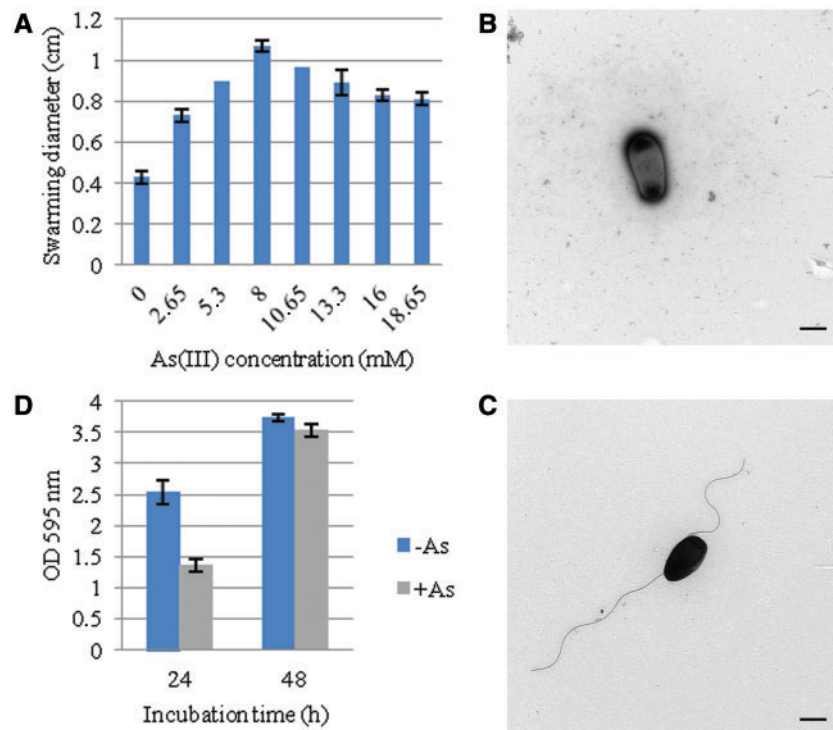 A
Swarming diameter (cm)
1.2
1
0.8
0.6
0.4
0.2
0
0
2.65
5.3
8
10.65
13.3
16
18.65
As(III) concentration (mM)
B
D
OD 595 nm
4
3.5
3
2.5
2
1.5
1
0.5
0
24
48
Incubation time (h)
-As
+As
C